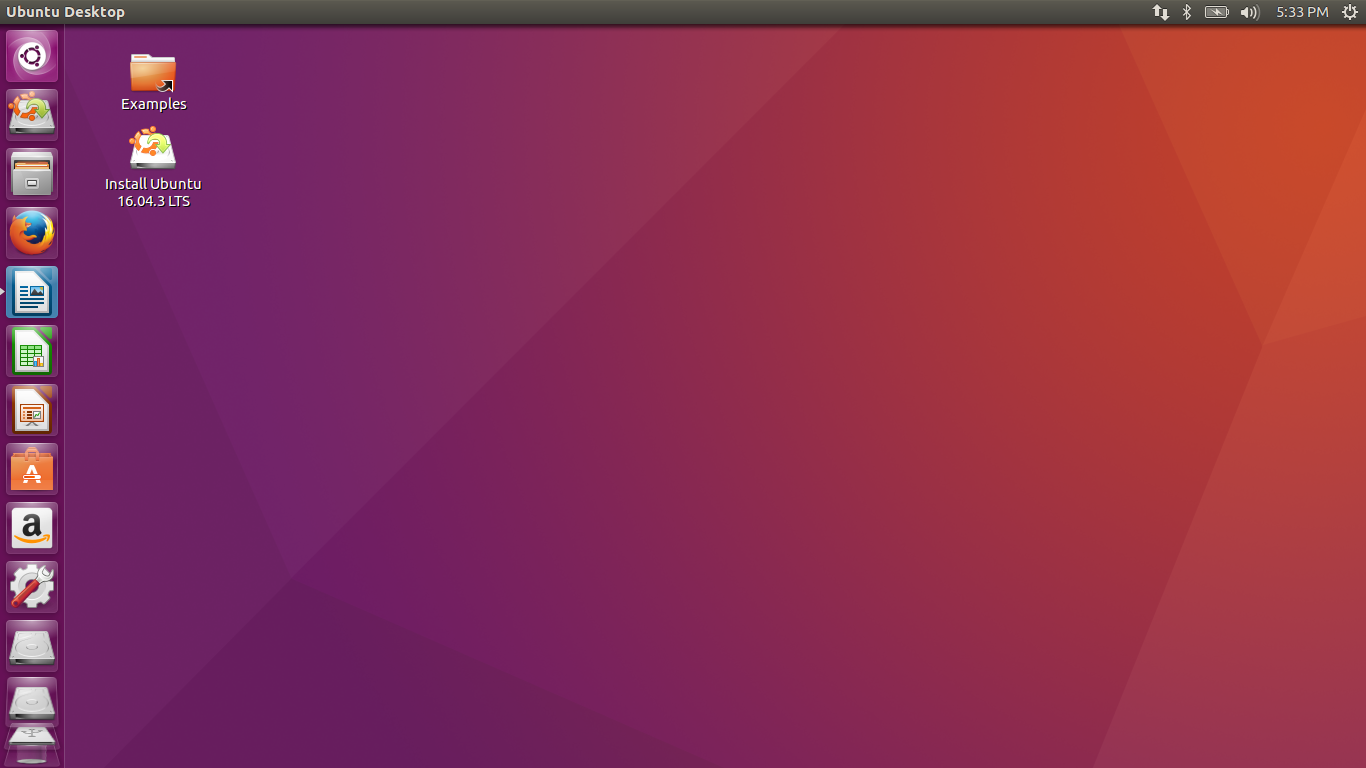 Ubuntu Desktop
5:33 PM
Examples
Install Ubuntu
16.04.3 LTS